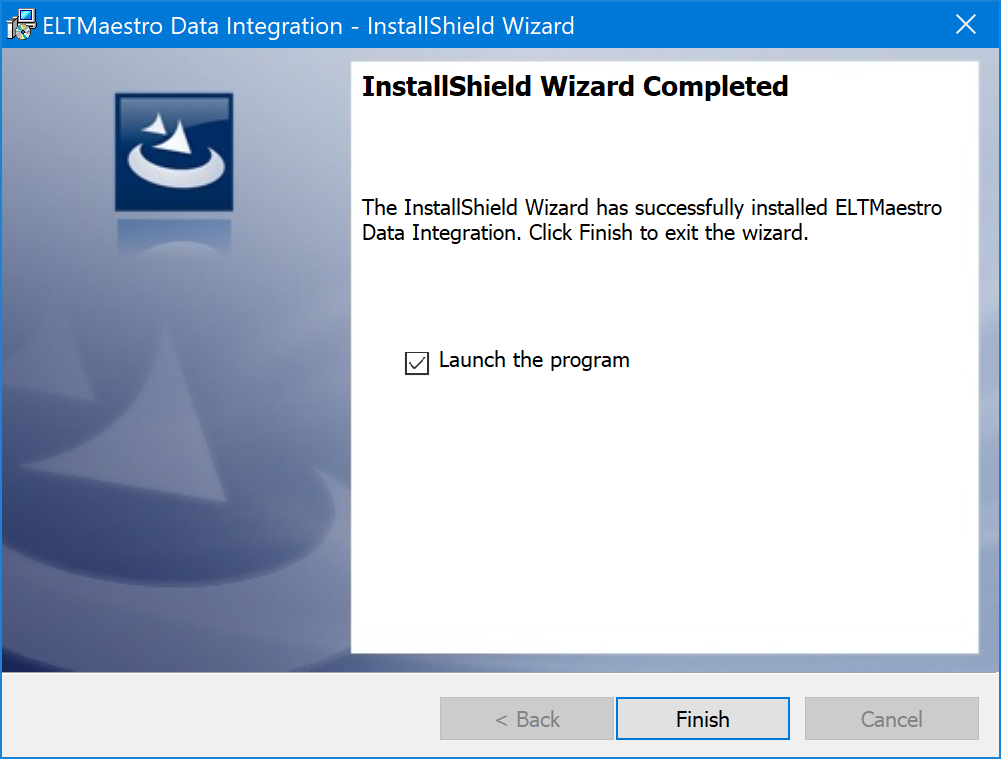 ELTMaestro Data Integration - InstallShield Wizard
InstallShield Wizard Completed
The InstallShield Wizard has successfully installed ELTMaestro
Data Integration. Click Finish to exit the wizard.
Launch the program
< Back
Finish
Cancel